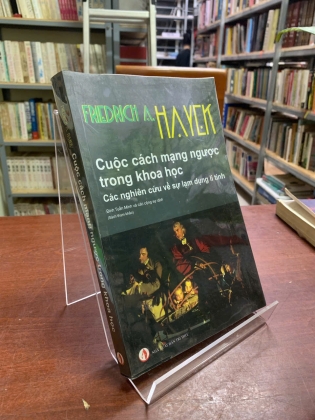 FRIEDRICH A. HAYEK
Cuộc cách mạng ngược
trong khoa học
Các nghiên cứu về sự lạm dụng lí tính
Cuộc cách mạng ngược trong khoa học